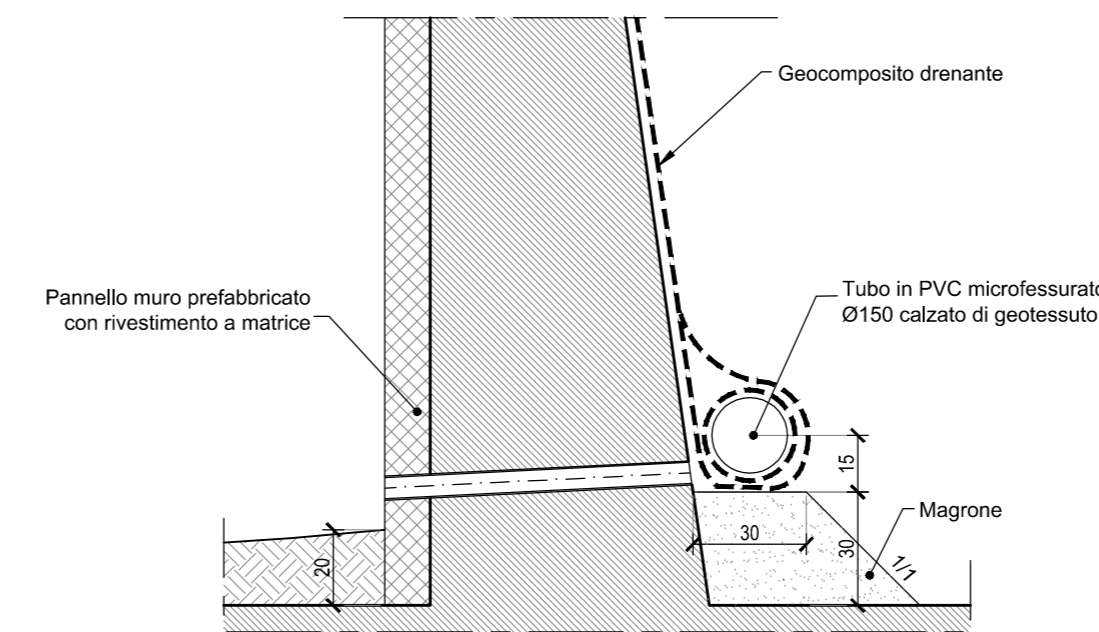 Geocomposito drenante
Pannello muro prefabbricato
con rivestimento a matrice
Tubo in PVC microfessurato
Ø150 calzato di geotessuto
15
30
30
Magrone
1/1
20